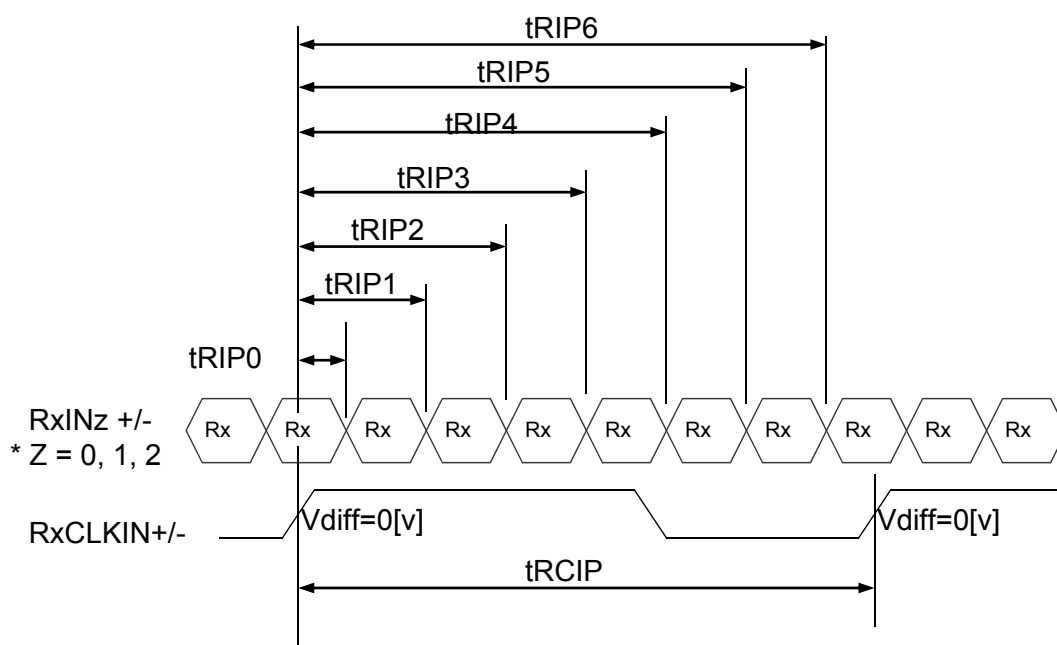 tRIP6
tRIP5
tRIP4
tRIP3
tRIP2
tRIP1
tRIP0
RxINz +/-
* Z = 0, 1, 2
Rx Rx Rx Rx Rx Rx Rx Rx Rx Rx Rx
RxCLKIN+/-
Vdiff=0[v] Vdiff=0[v]
tRCIP